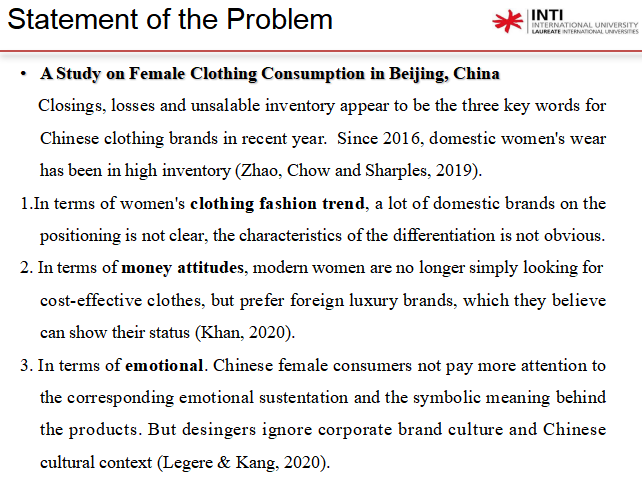 Statement of the Problem
INTI
INTERNATIONAL UNIVERSITY
LAUREATE INTERNATIONAL UNIVERSITIES
• A Study on Female Clothing Consumption in Beijing, China
Closings, losses and unsalable inventory appear to be the three key words for
Chinese clothing brands in recent year. Since 2016, domestic women's wear
has been in high inventory (Zhao, Chow and Sharples, 2019).
1.In terms of women's clothing fashion trend, a lot of domestic brands on the
positioning is not clear, the characteristics of the differentiation is not obvious.
2. In terms of money attitudes, modern women are no longer simply looking for
cost-effective clothes, but prefer foreign luxury brands, which they believe
can show their status (Khan, 2020).
3. In terms of emotional. Chinese female consumers not pay more attention to
the corresponding emotional sustentation and the symbolic meaning behind
the products. But desingers ignore corporate brand culture and Chinese
cultural context (Legere & Kang, 2020).